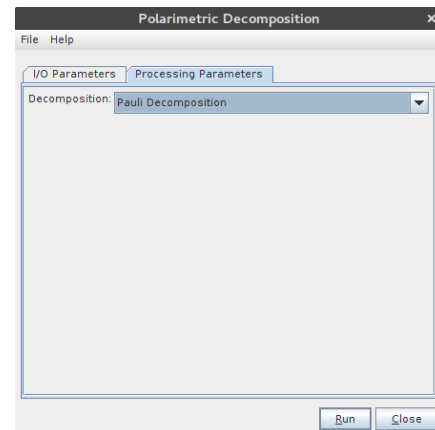 Polarimetric Decomposition ×
File Help
I/O Parameters Processing Parameters
Decomposition: Pauli Decomposition
Run Close